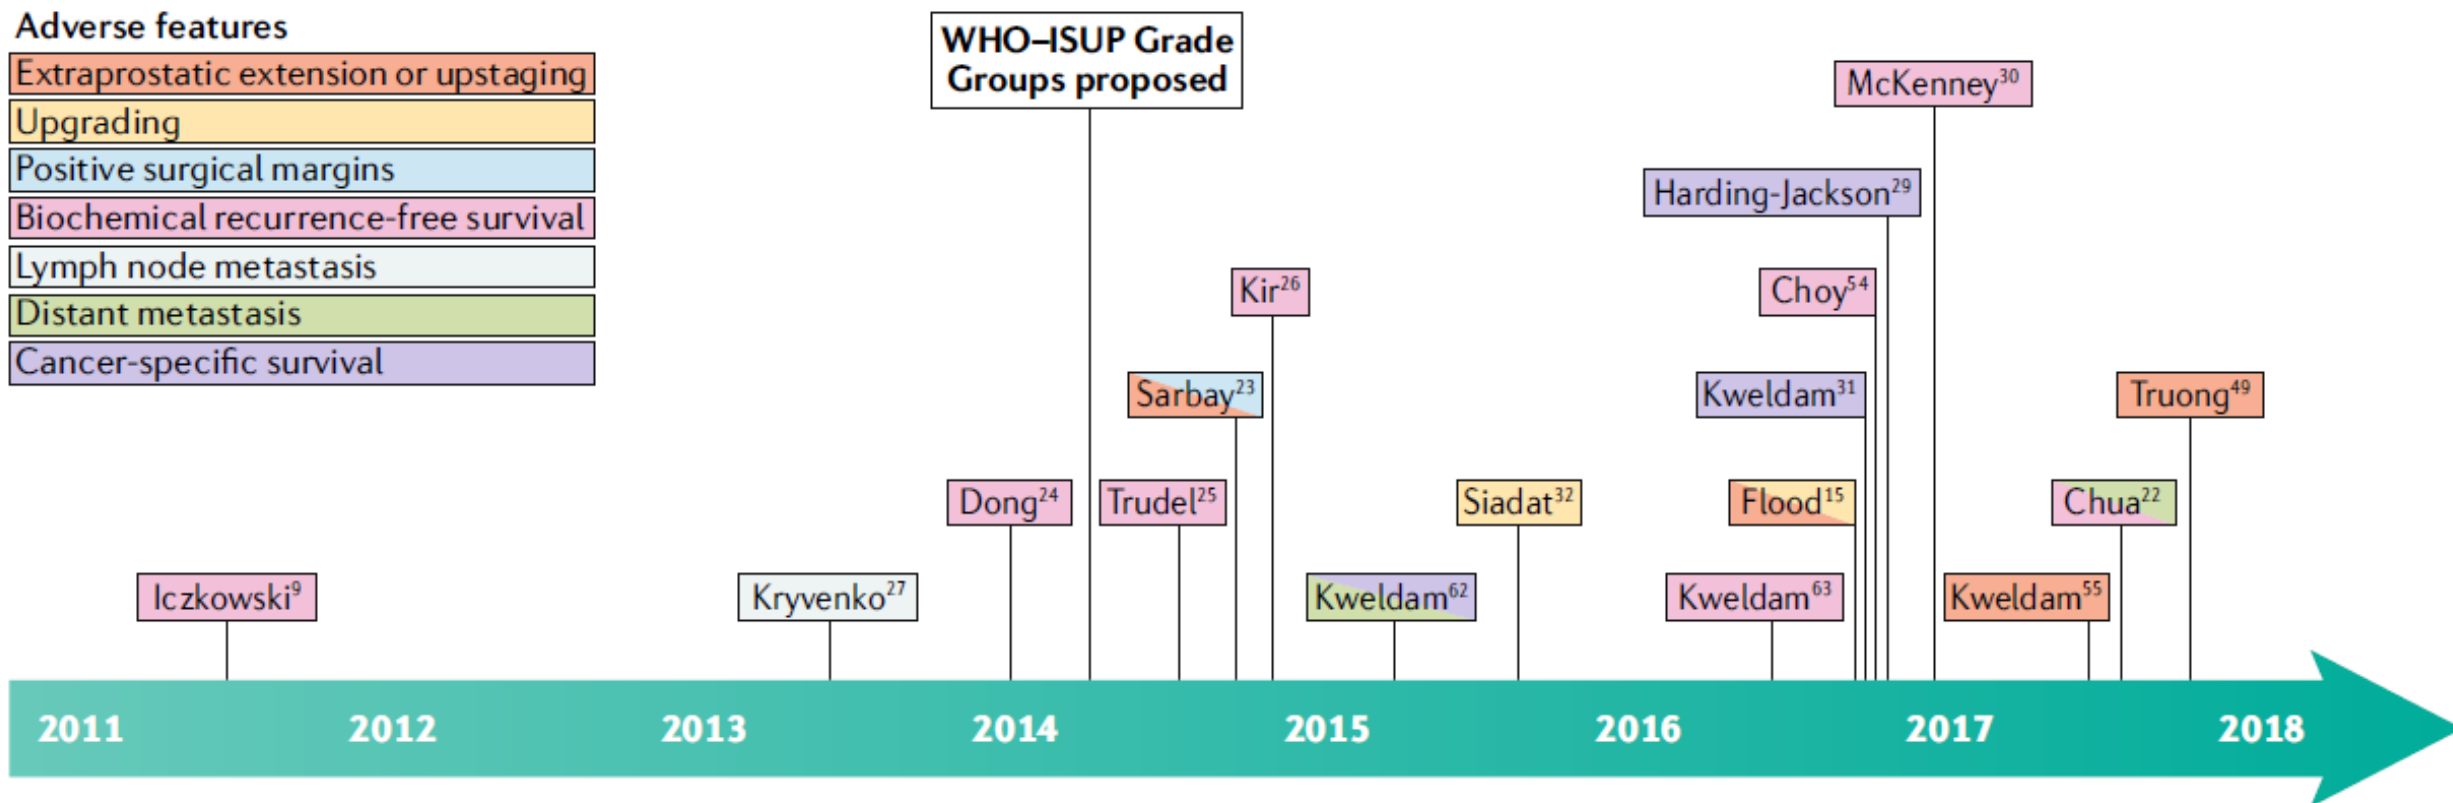 Adverse features
Extraprostatic extension or upstaging
Upgrading
Positive surgical margins
Biochemical recurrence-free survival
Lymph node metastasis
Distant metastasis
Cancer-specific survival
WHO–ISUP Grade
Groups proposed
McKenney30
Harding-Jackson29
Kir26
Choy54
Sarbay23
Kweldam31
Truong49
Dong24
Trudel25
Siadat32
Flood15
Chua22
Iczkowski9
Kryvenko27
Kweldam62
Kweldam63
Kweldam55
2011 2012 2013 2014 2015 2016 2017 2018